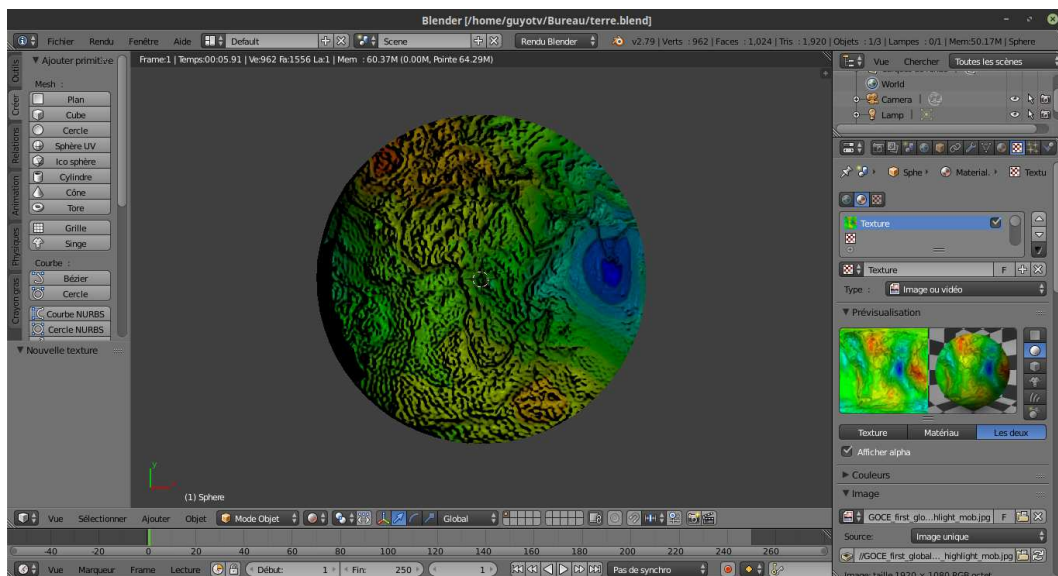 Blender [/home/guyotv/Bureau/terre.blend]
Fichier Rendu Fenêtre Aide Default Scene Rendu Blender v2.79 | Verts : 962 | Faces : 1,024 | Tris : 1,920 | Objets : 1/3 | Lampes : 0/1 | Mem:50.17M | Sphere
Frame:1 | Temps:00:05.91 | Ve:962 Fa:1556 La:1 | Mem : 60.37M (0.00M, Pointe 64.29M)
Outils
Créer
Relations
Animation
Physiques
Crayon gras
Ajouter primitive
Mesh :
Plan
Cube
Cercle
Sphère UV
Ico sphère
Cylindre
Cône
Tore
Grille
Singe
Courbe :
Bézier
Cercle
Courbe NURBS
Cercle NURBS
Nouvelle texture
y
(1) Sphere
Vue Sélectionner Ajouter Objet Mode Objet Global
-40 -20 0 20 40 60 80 100 120 140 160 180 200 220 240 260
Vue Marqueur Frame Lecture Début: 1 Fin: 250 1 Pas de synchro
Vue Chercher Toutes les scènes
World
Camera
Lamp
Sphe Material. Textu
Texture
Texture F
Type : Image ou vidéo
Prévisualisation
Texture Matériau Les deux
Afficher alpha
Couleurs
Image
GOCE_first_glo...hlight_mob.jpg F
Source: Image unique
//GOCE_first_global..._highlight_mob.jpg
Image: taille 1920 × 1080 RGB octet